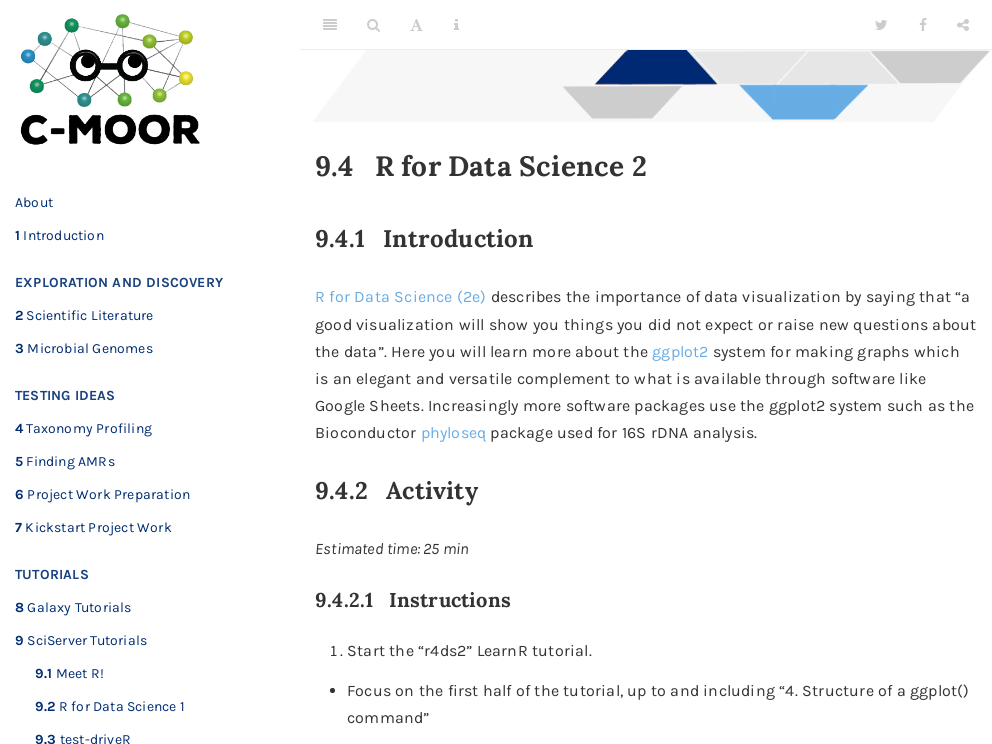 C-MOOR
About
1 Introduction
EXPLORATION AND DISCOVERY
2 Scientific Literature
3 Microbial Genomes
TESTING IDEAS
4 Taxonomy Profiling
5 Finding AMRs
6 Project Work Preparation
7 Kickstart Project Work
TUTORIALS
8 Galaxy Tutorials
9 SciServer Tutorials
9.1 Meet R!
9.2 R for Data Science 1
9.3 test-driveR
9.4 R for Data Science 2
9.4.1 Introduction
R for Data Science (2e) describes the importance of data visualization by saying that “a
good visualization will show you things you did not expect or raise new questions about
the data”. Here you will learn more about the ggplot2 system for making graphs which
is an elegant and versatile complement to what is available through software like
Google Sheets. Increasingly more software packages use the ggplot2 system such as the
Bioconductor phyloseq package used for 16S rDNA analysis.
9.4.2 Activity
Estimated time: 25 min
9.4.2.1 Instructions
1. Start the “r4ds2” LearnR tutorial.
• Focus on the first half of the tutorial, up to and including “4. Structure of a ggplot()
command”